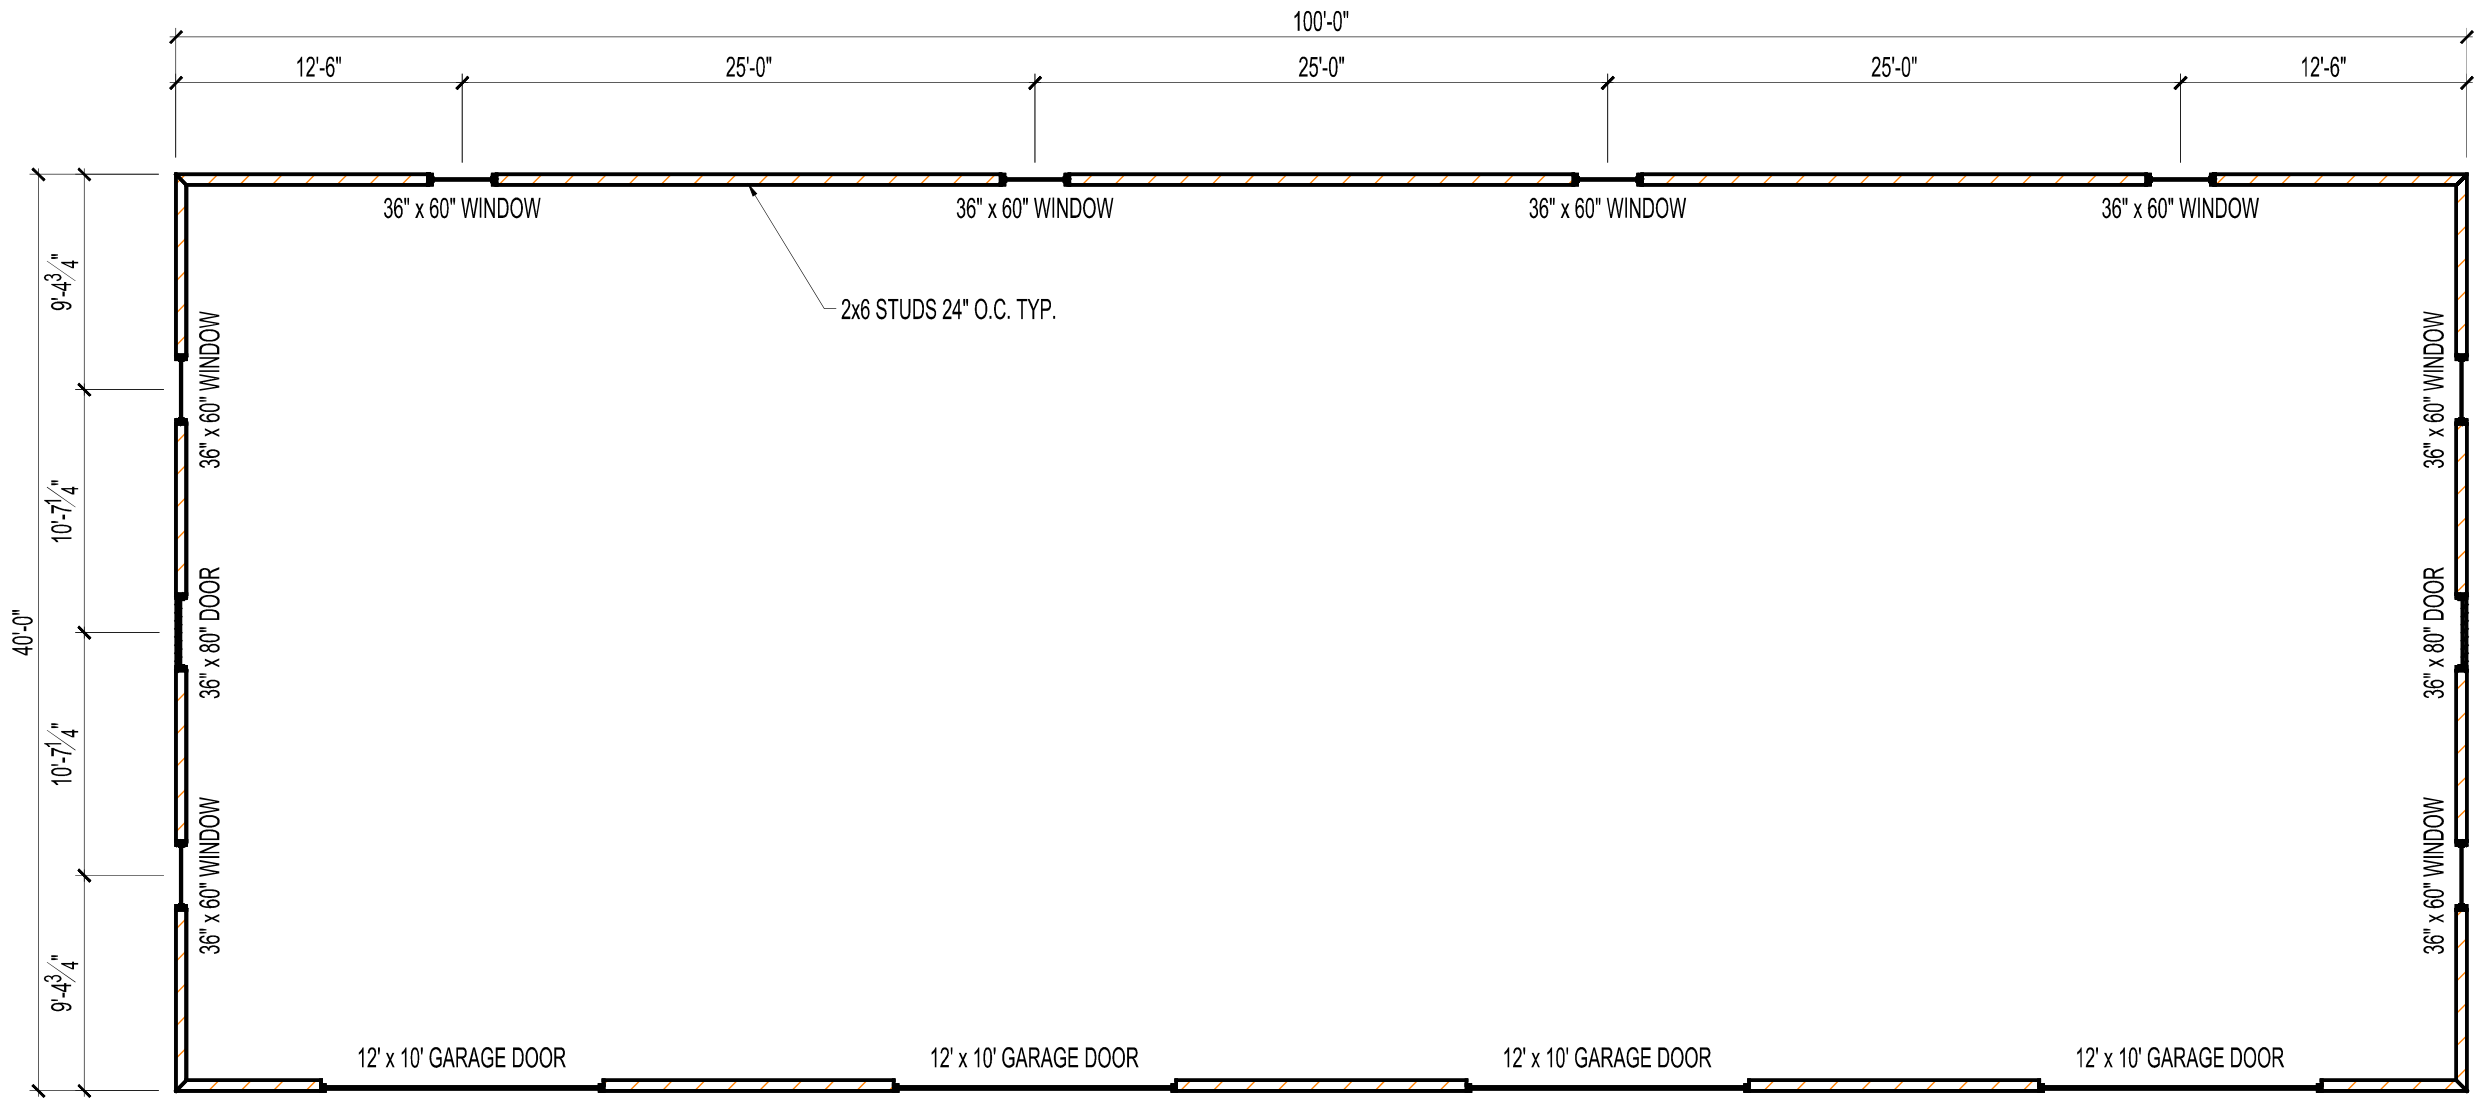 100'-0"
12'-6"
25'-0"
25'-0"
25'-0"
12'-6"
36" x 60" WINDOW
36" x 60" WINDOW
36" x 60" WINDOW
36" x 60" WINDOW
9'-4 3/4"
2x6 STUDS 24" O.C. TYP.
36" x 60" WINDOW
36" x 60" WINDOW
10'-7 1/4"
40'-0"
36" x 80" DOOR
36" x 80" DOOR
10'-7 1/4"
36" x 60" WINDOW
36" x 60" WINDOW
9'-4 3/4"
12' x 10' GARAGE DOOR
12' x 10' GARAGE DOOR
12' x 10' GARAGE DOOR
12' x 10' GARAGE DOOR